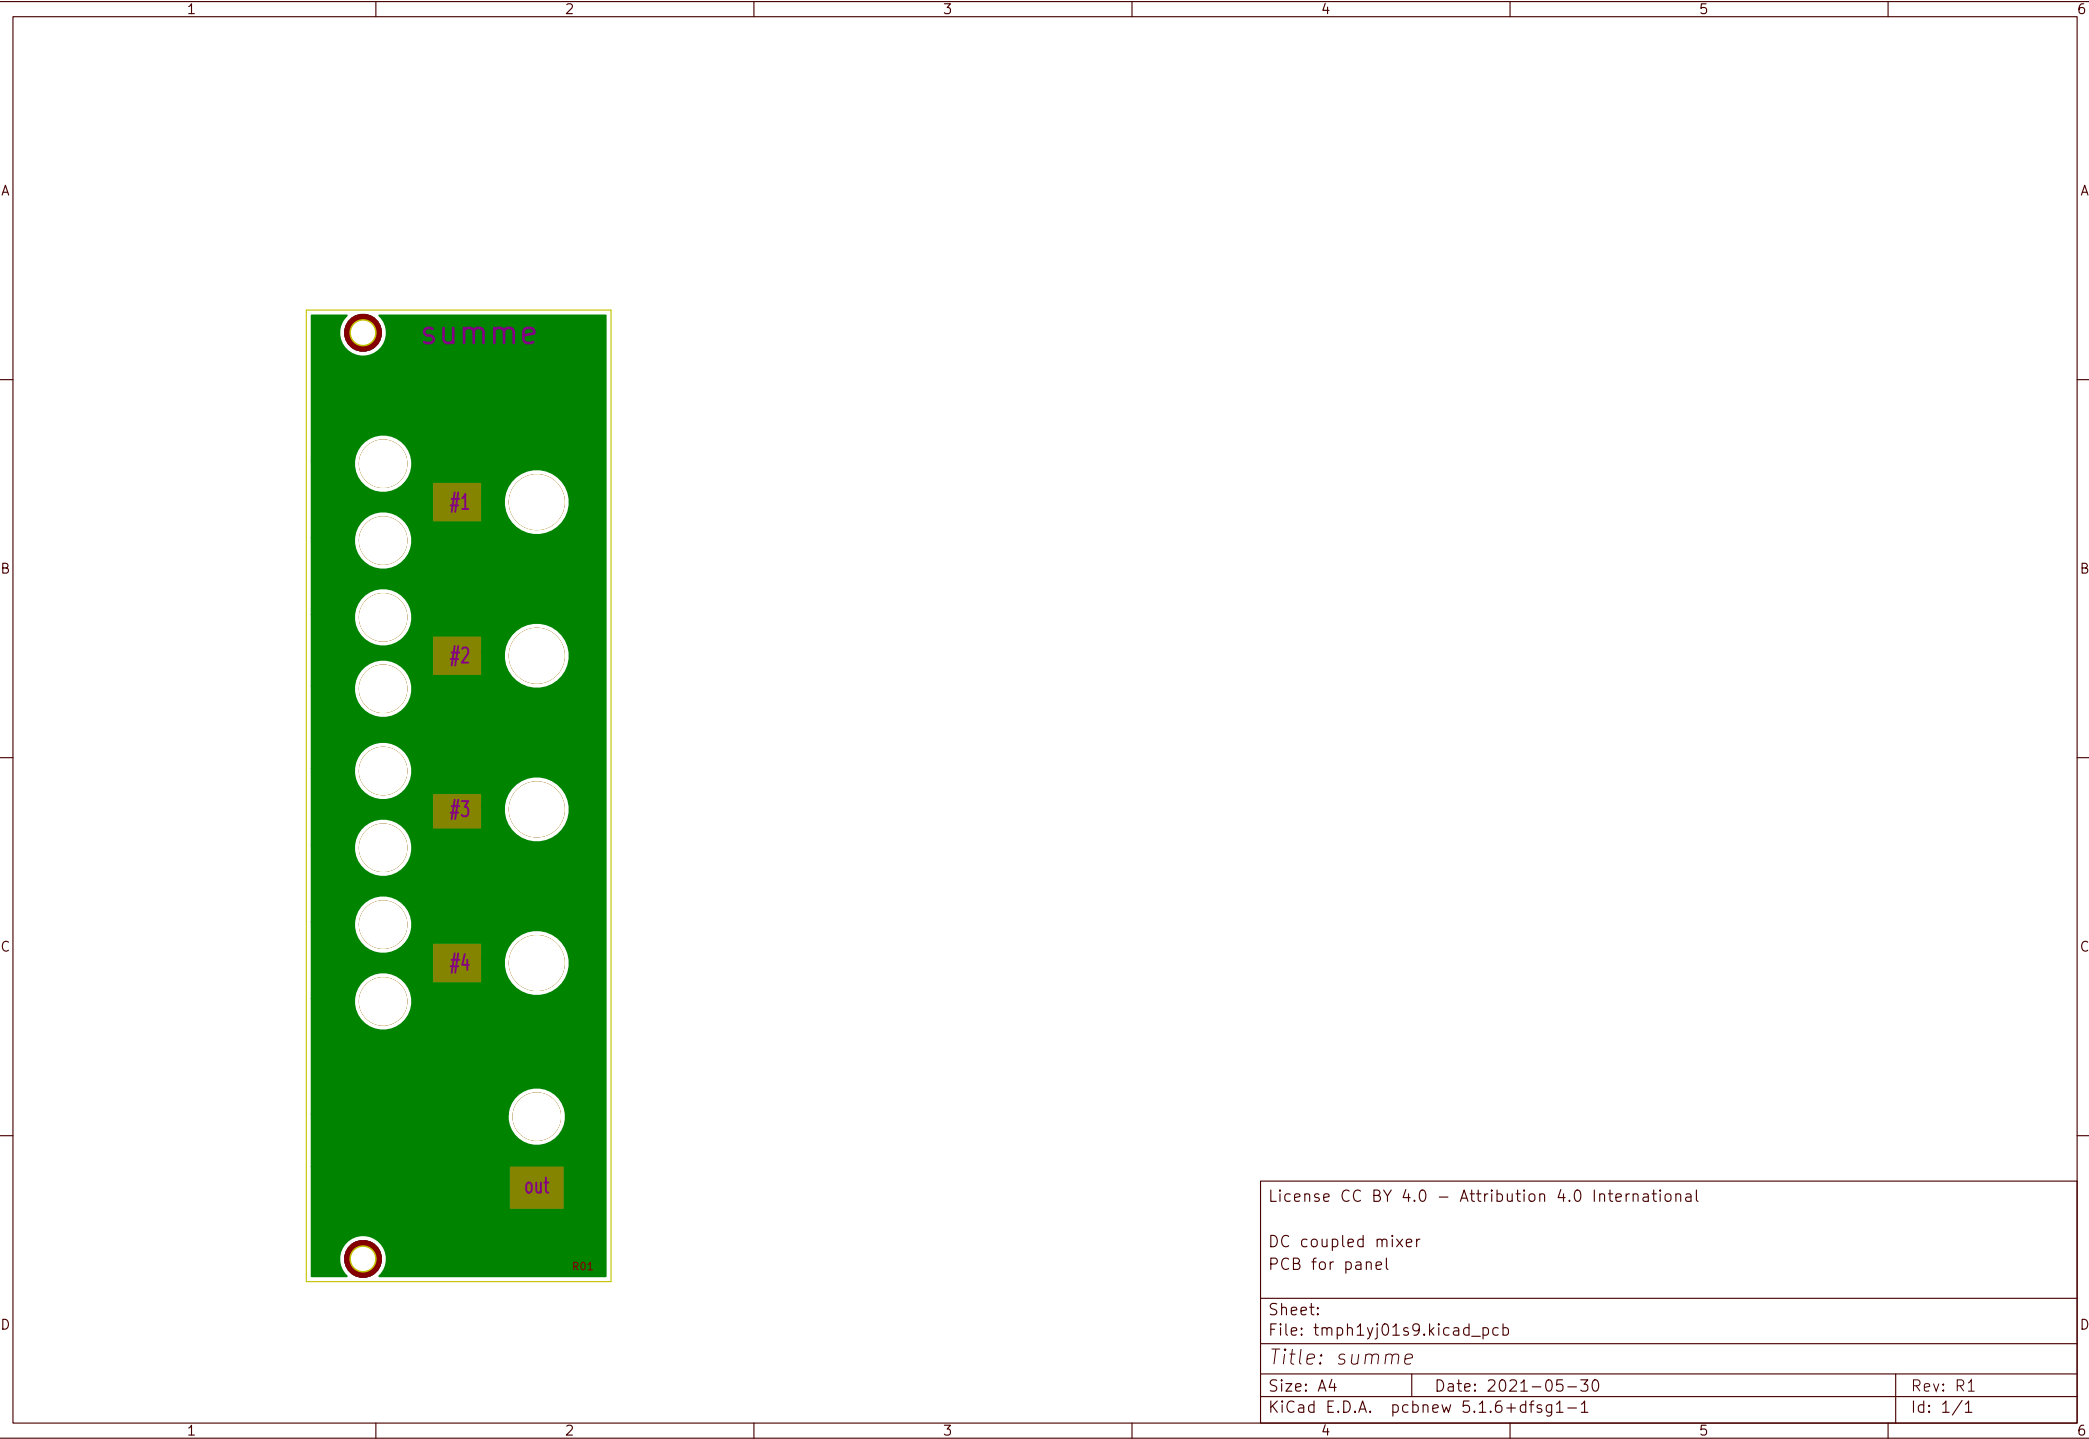 1 2 3 4 5 6
A A
summe
#1
B B
#2
#3
C C
#4
out
License CC BY 4.0 − Attribution 4.0 International
DC coupled mixer
PCB for panel
R01
Sheet:
D D
File: tmph1yj01s9.kicad_pcb
Title: summe
Size: A4 Date: 2021−05−30 Rev: R1
KiCad E.D.A. pcbnew 5.1.6+dfsg1−1 Id: 1/1
1 2 3 4 5 6